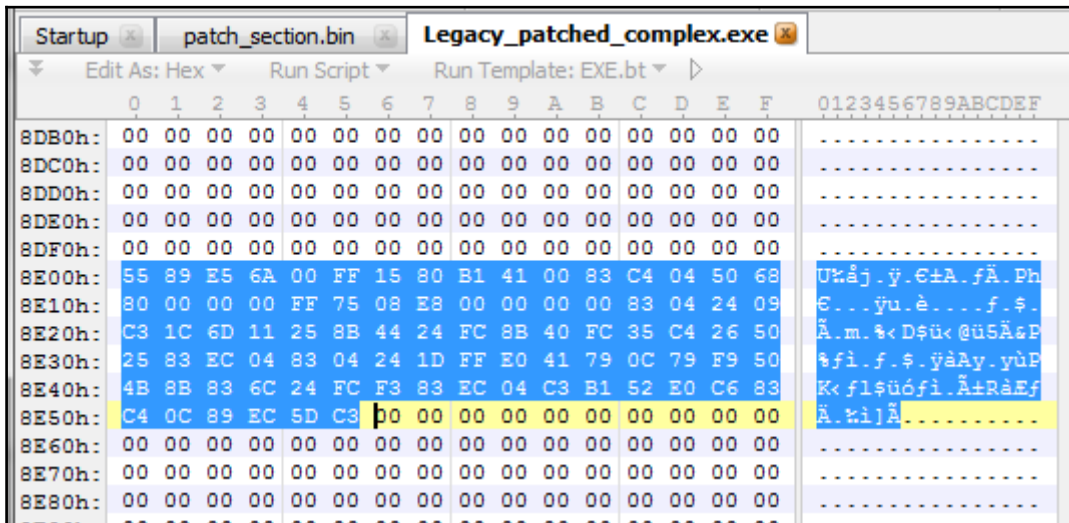 Startup patch_section.bin Legacy_patched_complex.exe
Edit As: Hex Run Script Run Template: EXE.bt
0 1 2 3 4 5 6 7 8 9 A B C D E F 0123456789ABCDEF
8DB0h: 00 00 00 00 00 00 00 00 00 00 00 00 00 00 00 00 ................
8DC0h: 00 00 00 00 00 00 00 00 00 00 00 00 00 00 00 00 ................
8DD0h: 00 00 00 00 00 00 00 00 00 00 00 00 00 00 00 00 ................
8DE0h: 00 00 00 00 00 00 00 00 00 00 00 00 00 00 00 00 ................
8DF0h: 00 00 00 00 00 00 00 00 00 00 00 00 00 00 00 00 ................
8E00h: 55 89 E5 6A 00 FF 15 80 B1 41 00 83 C4 04 50 68 U‰åj.ÿ.€±A.ƒÄ.Ph
8E10h: 80 00 00 00 FF 75 08 E8 00 00 00 00 83 04 24 09 €...ÿu.è....ƒ.$.
8E20h: C3 1C 6D 11 25 8B 44 24 FC 8B 40 FC 35 C4 26 50 Ã.m.%‹D$ü‹@ü5Ä&P
8E30h: 25 83 EC 04 83 04 24 1D FF E0 41 79 0C 79 F9 50 %ƒì.ƒ.$.ÿàAy.yùP
8E40h: 4B 8B 83 6C 24 FC F3 83 EC 04 C3 B1 52 E0 C6 83 K‹ƒl$üóƒì.Ã±RàÆƒ
8E50h: C4 0C 89 EC 5D C3 00 00 00 00 00 00 00 00 00 00 Ä.‰ì]Ã..........
8E60h: 00 00 00 00 00 00 00 00 00 00 00 00 00 00 00 00 ................
8E70h: 00 00 00 00 00 00 00 00 00 00 00 00 00 00 00 00 ................
8E80h: 00 00 00 00 00 00 00 00 00 00 00 00 00 00 00 00 ................